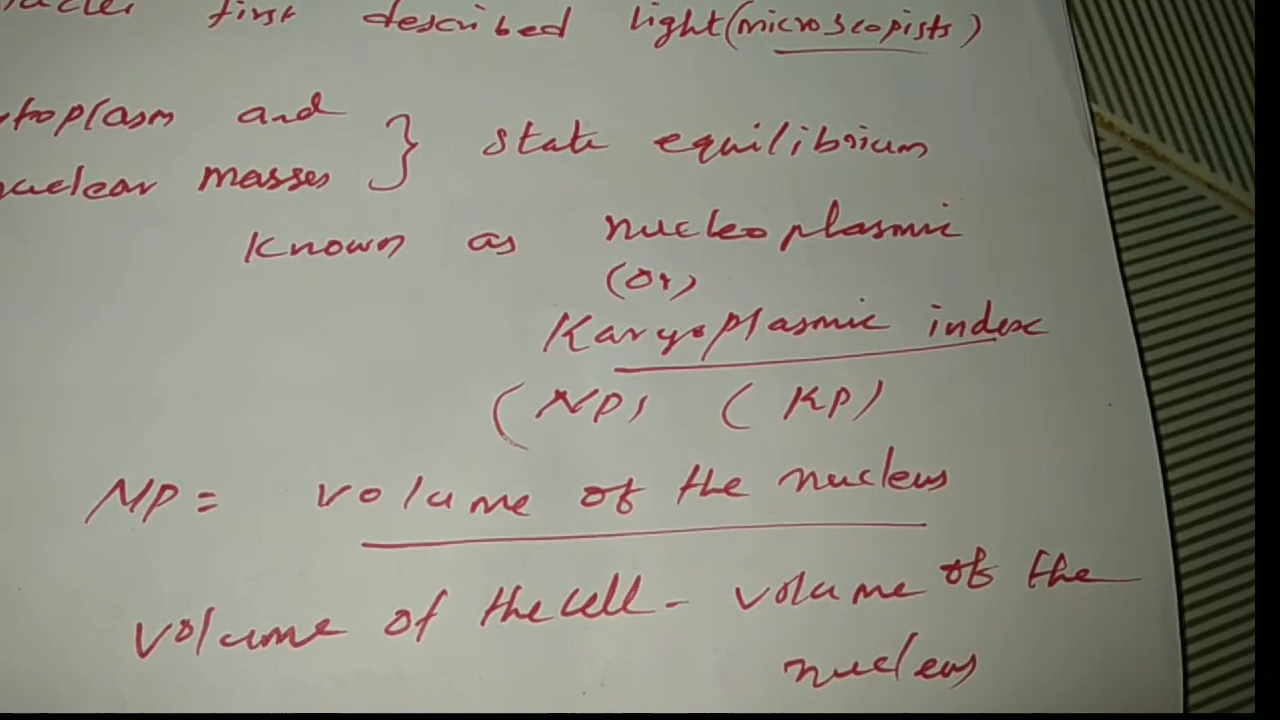 first described light(microscopists)
and } state equilibrium
nuclear masses
Known as nucleoplasmic
(or)
Karyoplasmic index
(NP) (KP)
NP = volume of the nucleus
volume of the cell - volume of the
nucleus